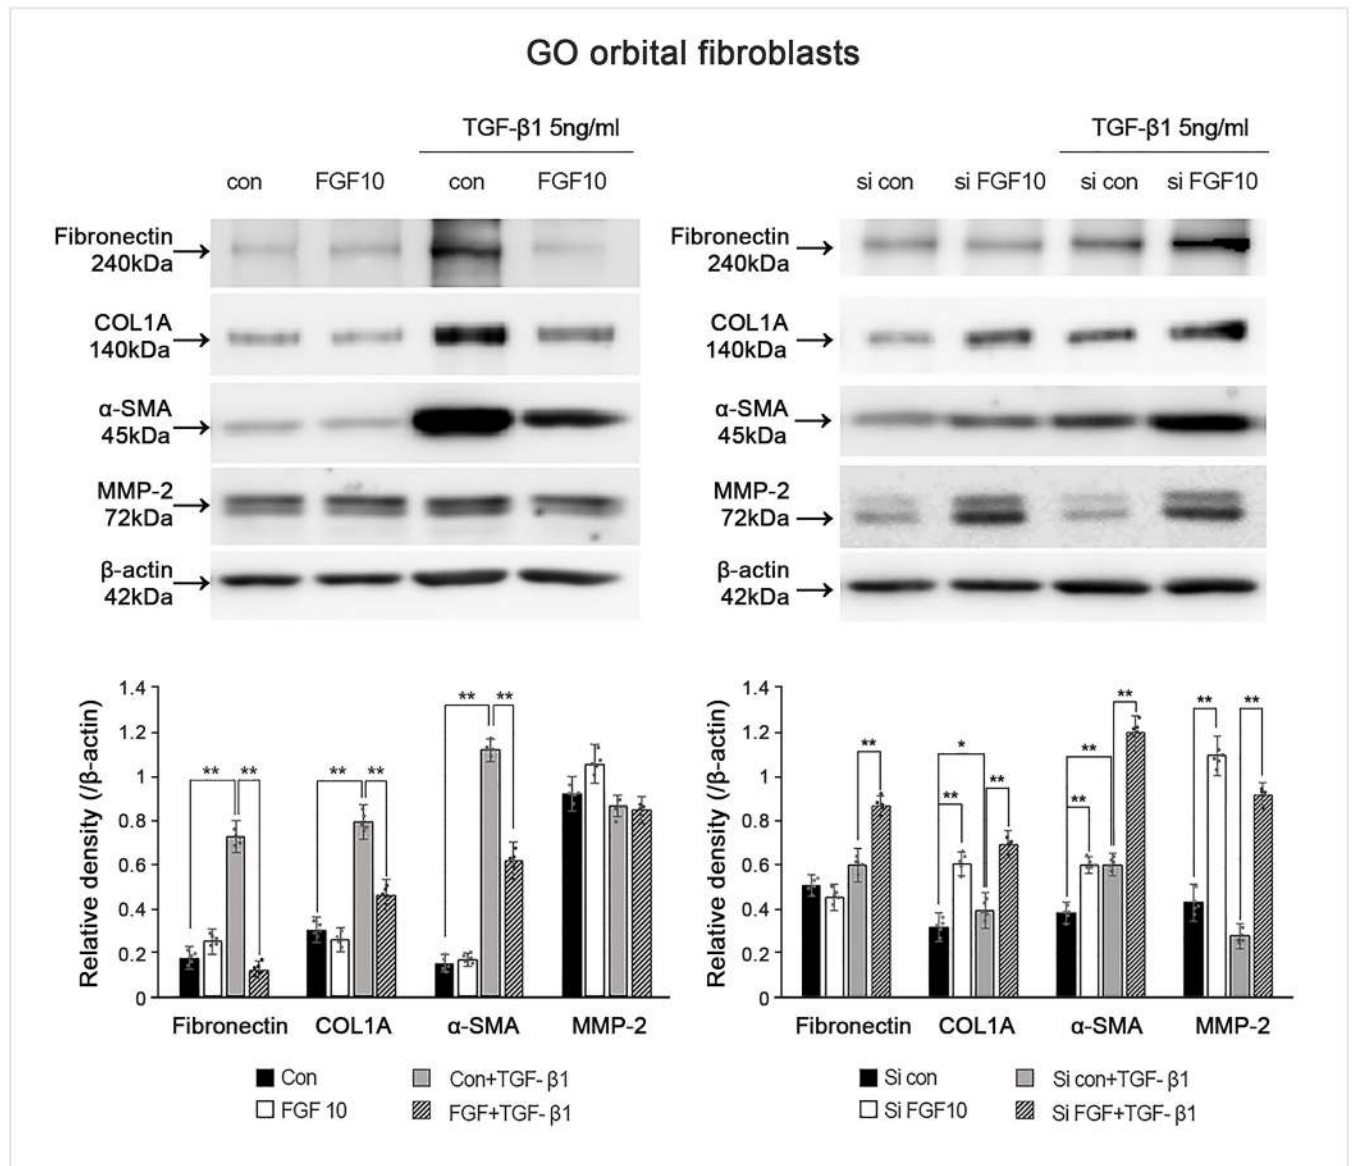 GO orbital fibroblasts
TGF-β1 5ng/ml
con FGF10 con FGF10
Fibronectin
240kDa
COL1A
140kDa
α-SMA
45kDa
MMP-2
72kDa
β-actin
42kDa
TGF-β1 5ng/ml
si con si FGF10 si con si FGF10
Fibronectin
240kDa
COL1A
140kDa
α-SMA
45kDa
MMP-2
72kDa
β-actin
42kDa
Relative density (/β-actin)
1.4
1.2
1
0.8
0.6
0.4
0.2
0
** ** ** ** ** **
Fibronectin COL1A α-SMA MMP-2
Con Con+TGF- β1
FGF 10 FGF+TGF- β1
Relative density (/β-actin)
1.4
1.2
1
0.8
0.6
0.4
0.2
0
** * ** ** ** ** ** ** **
Fibronectin COL1A α-SMA MMP-2
Si con Si con+TGF- β1
Si FGF10 Si FGF+TGF- β1